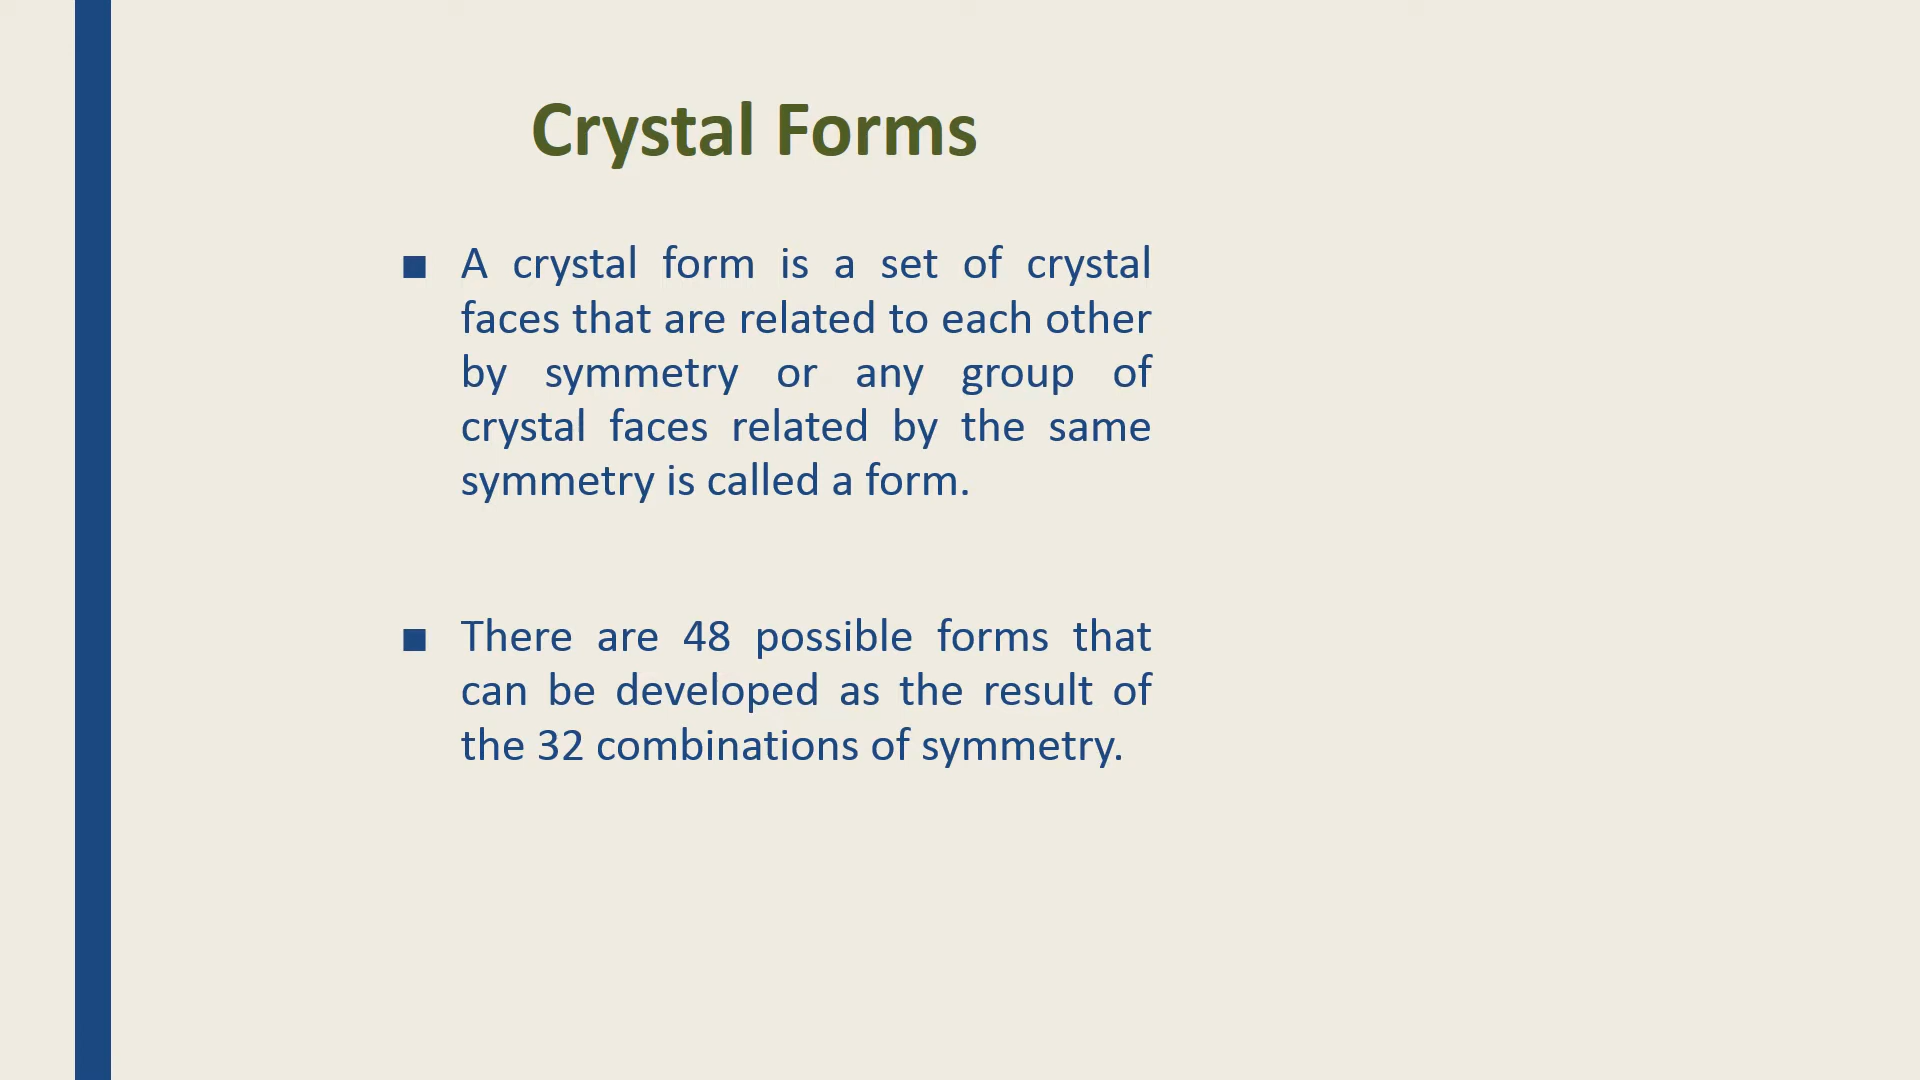 Crystal Forms
■ A crystal form is a set of crystal
faces that are related to each other
by symmetry or any group of
crystal faces related by the same
symmetry is called a form.
■ There are 48 possible forms that
can be developed as the result of
the 32 combinations of symmetry.